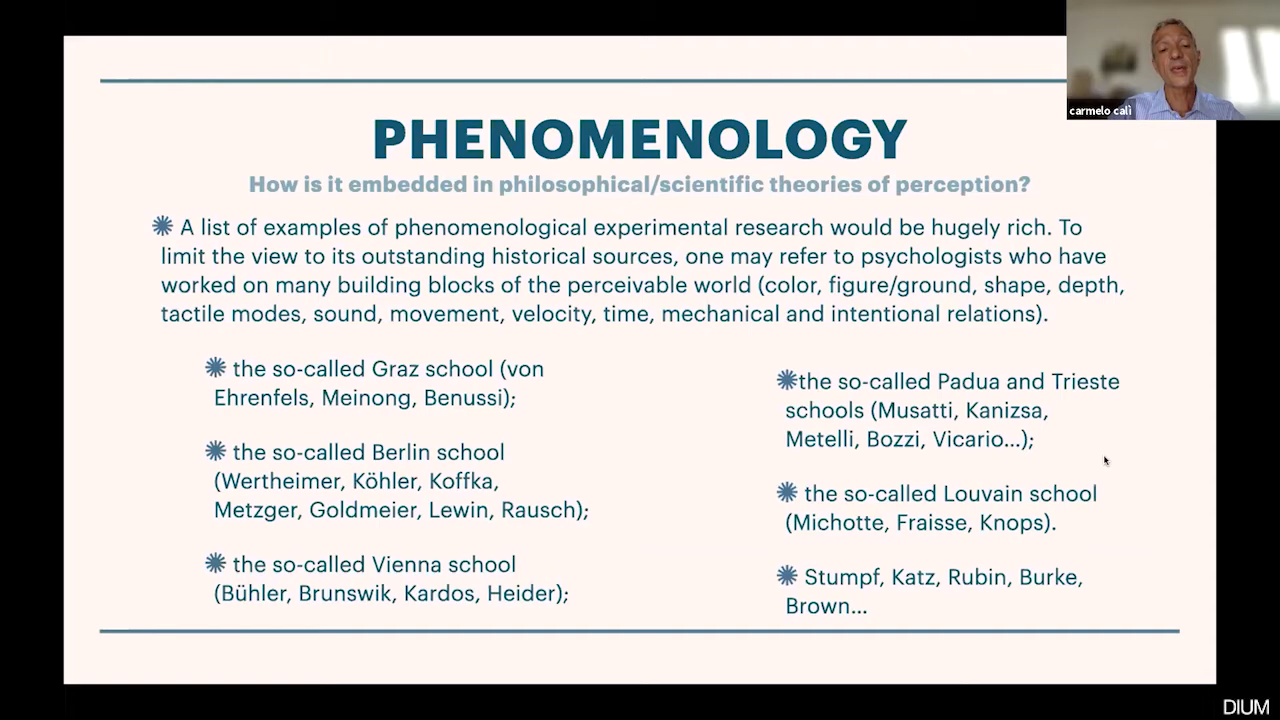 carmelo calì
PHENOMENOLOGY
How is it embedded in philosophical/scientific theories of perception?
A list of examples of phenomenological experimental research would be hugely rich. To
limit the view to its outstanding historical sources, one may refer to psychologists who have
worked on many building blocks of the perceivable world (color, figure/ground, shape, depth,
tactile modes, sound, movement, velocity, time, mechanical and intentional relations).
the so-called Graz school (von
Ehrenfels, Meinong, Benussi);
the so-called Berlin school
(Wertheimer, Köhler, Koffka,
Metzger, Goldmeier, Lewin, Rausch);
the so-called Vienna school
(Bühler, Brunswik, Kardos, Heider);
the so-called Padua and Trieste
schools (Musatti, Kanizsa,
Metelli, Bozzi, Vicario...);
the so-called Louvain school
(Michotte, Fraisse, Knops).
Stumpf, Katz, Rubin, Burke,
Brown...
DIUM